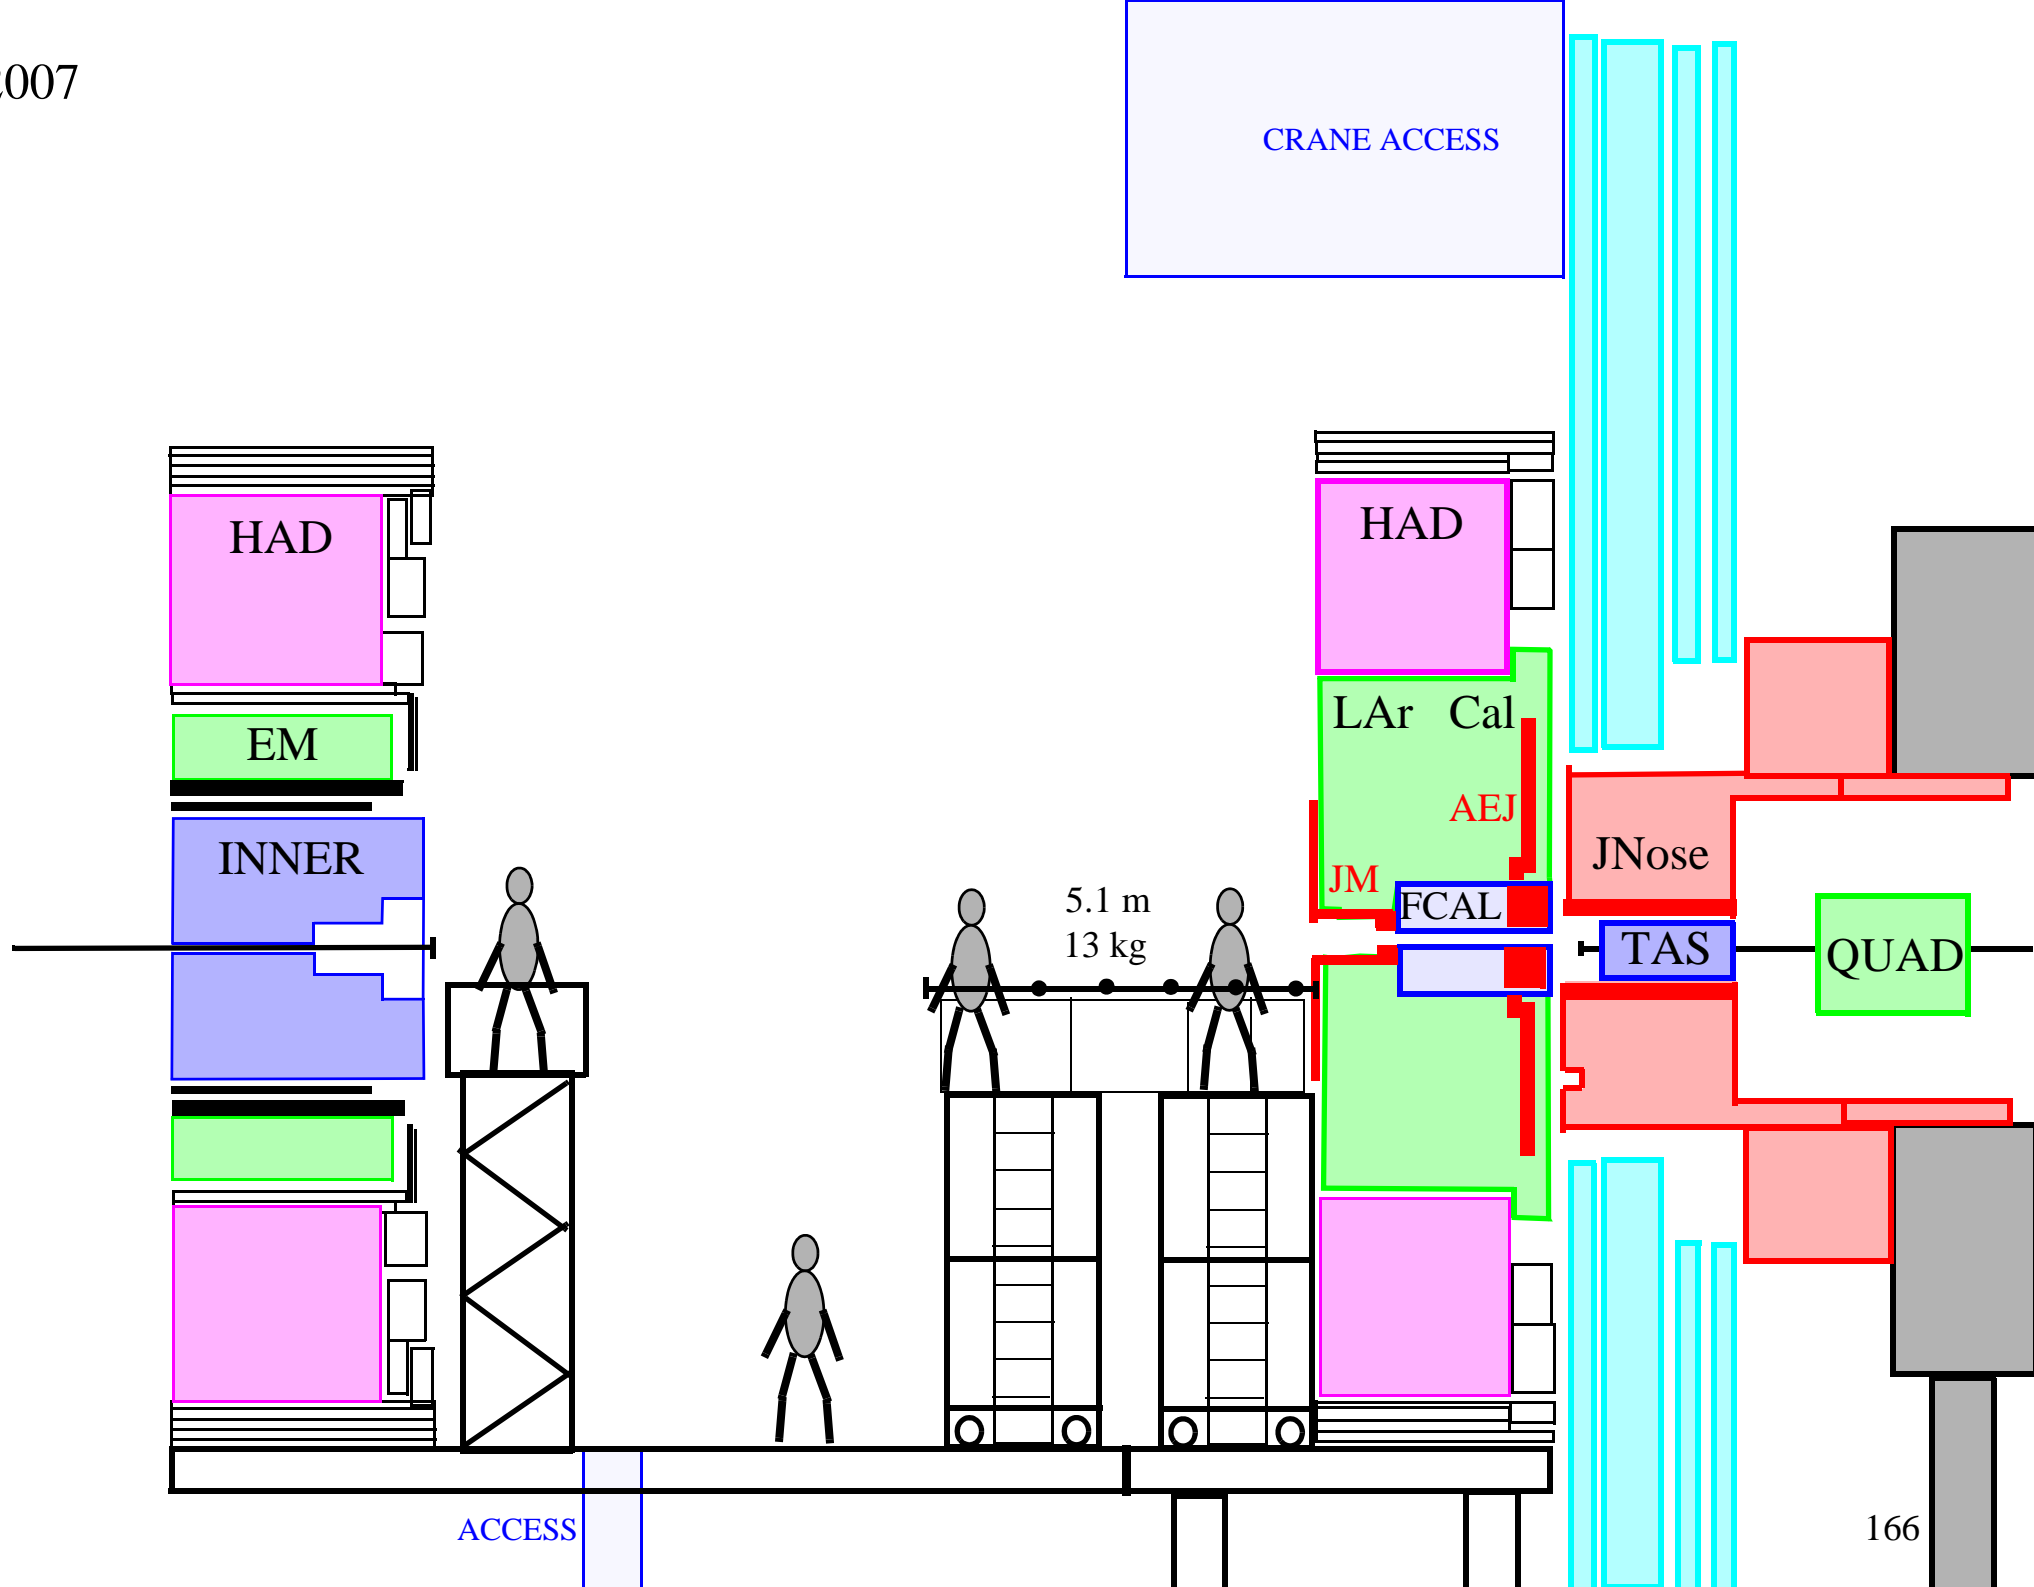 2007
CRANE ACCESS
HAD
HAD
LAr Cal
EM
AEJ
INNER
JNose
JM
5.1 m
FCAL
13 kg
TAS
QUAD
ACCESS
166